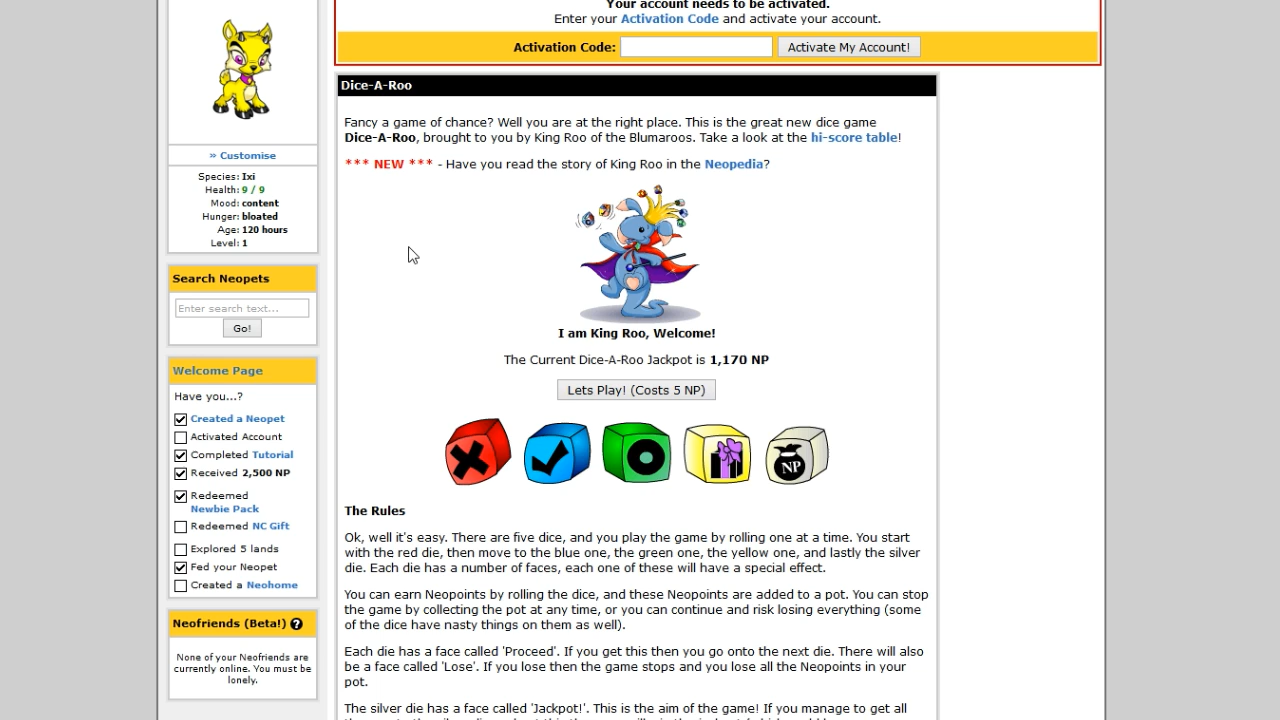 Your account needs to be activated.
Enter your Activation Code and activate your account.
Activation Code:
Activate My Account!
» Customise
Species: Ixi
Health: 9 / 9
Mood: content
Hunger: bloated
Age: 120 hours
Level: 1
Search Neopets
Enter search text...
Go!
Welcome Page
Have you...?
Created a Neopet
Activated Account
Completed Tutorial
Received 2,500 NP
Redeemed
Newbie Pack
Redeemed NC Gift
Explored 5 lands
Fed your Neopet
Created a Neohome
Neofriends (Beta!) ?
None of your Neofriends are
currently online. You must be
lonely.
Dice-A-Roo
Fancy a game of chance? Well you are at the right place. This is the great new dice game
Dice-A-Roo, brought to you by King Roo of the Blumaroos. Take a look at the hi-score table!
*** NEW *** - Have you read the story of King Roo in the Neopedia?
I am King Roo, Welcome!
The Current Dice-A-Roo Jackpot is 1,170 NP
Lets Play! (Costs 5 NP)
NP
The Rules
Ok, well it's easy. There are five dice, and you play the game by rolling one at a time. You start
with the red die, then move to the blue one, the green one, the yellow one, and lastly the silver
die. Each die has a number of faces, each one of these will have a special effect.
You can earn Neopoints by rolling the dice, and these Neopoints are added to a pot. You can stop
the game by collecting the pot at any time, or you can continue and risk losing everything (some
of the dice have nasty things on them as well).
Each die has a face called 'Proceed'. If you get this then you go onto the next die. There will also
be a face called 'Lose'. If you lose then the game stops and you lose all the Neopoints in your
pot.
The silver die has a face called 'Jackpot!'. This is the aim of the game! If you manage to get all